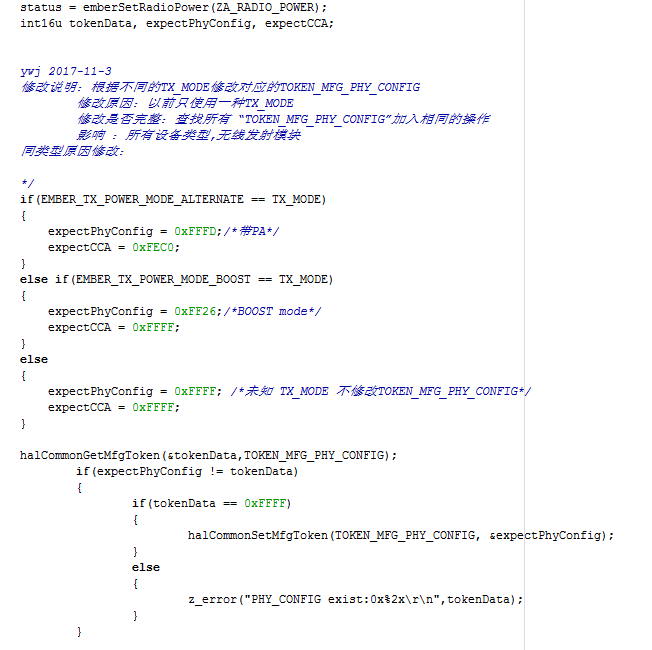 status = emberSetRadioPower(ZA_RADIO_POWER);
int16u tokenData, expectPhyConfig, expectCCA;
ywj 2017-11-3
修改说明: 根据不同的TX_MODE修改对应的TOKEN_MFG_PHY_CONFIG
修改原因: 以前只使用一种TX_MODE
修改是否完整: 查找所有 “TOKEN_MFG_PHY_CONFIG”加入相同的操作
影响 : 所有设备类型,无线发射模块
同类型原因修改:
*/
if(EMBER_TX_POWER_MODE_ALTERNATE == TX_MODE)
{
expectPhyConfig = 0xFFFD;/*带PA*/
expectCCA = 0xFEC0;
}
else if(EMBER_TX_POWER_MODE_BOOST == TX_MODE)
{
expectPhyConfig = 0xFF26;/*BOOST mode*/
expectCCA = 0xFFFF;
}
else
{
expectPhyConfig = 0xFFFF; /*未知 TX_MODE 不修改TOKEN_MFG_PHY_CONFIG*/
expectCCA = 0xFFFF;
}
halCommonGetMfgToken(&tokenData,TOKEN_MFG_PHY_CONFIG);
if(expectPhyConfig != tokenData)
{
if(tokenData == 0xFFFF)
{
halCommonSetMfgToken(TOKEN_MFG_PHY_CONFIG, &expectPhyConfig);
}
else
{
z_error("PHY_CONFIG exist:0x%2x\r\n",tokenData);
}
}